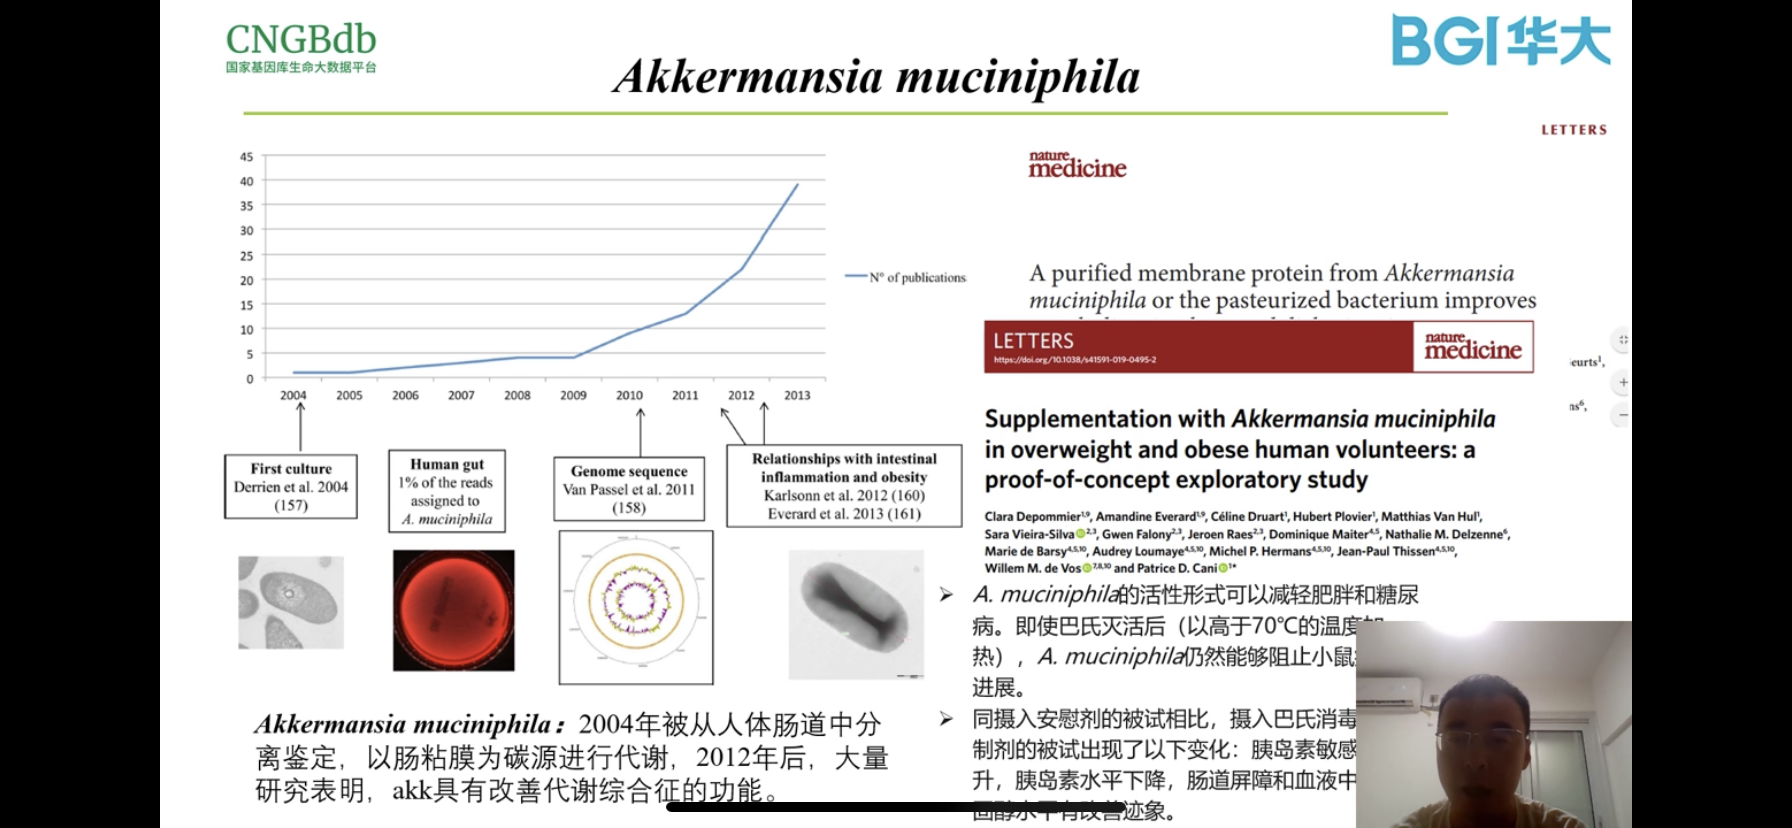 CNGBdb
国家基因库生命大数据平台
BGI华大
Akkermansia muciniphila
LETTERS
45
40
35
30
25
20
15
10
5
0
2004 2005 2006 2007 2008 2009 2010 2011 2012 2013
N° of publications
First culture
Derrien et al. 2004
(157)
Human gut
1% of the reads
assigned to
A. muciniphila
Genome sequence
Van Passel et al. 2011
(158)
Relationships with intestinal
inflammation and obesity
Karlsonn et al. 2012 (160)
Everard et al. 2013 (161)
Akkermansia muciniphila：2004年被从人体肠道中分
离鉴定，以肠粘膜为碳源进行代谢，2012年后，大量
研究表明，akk具有改善代谢综合征的功能。
nature
medicine
A purified membrane protein from Akkermansia
muciniphila or the pasteurized bacterium improves
LETTERS
https://doi.org/10.1038/s41591-019-0495-2
nature
medicine
eurts1,
ns6,
Supplementation with Akkermansia muciniphila
in overweight and obese human volunteers: a
proof-of-concept exploratory study
Clara Depommier1,9, Amandine Everard1,9, Céline Druart1, Hubert Plovier1, Matthias Van Hul1,
Sara Vieira-Silva2,3, Gwen Falony2,3, Jeroen Raes2,3, Dominique Maiter4,5, Nathalie M. Delzenne6,
Marie de Barsy4,5,10, Audrey Loumaye4,5,10, Michel P. Hermans4,5,10, Jean-Paul Thissen4,5,10,
Willem M. de Vos7,8,10 and Patrice D. Cani1*
➢ A. muciniphila的活性形式可以减轻肥胖和糖尿
病。即使巴氏灭活后（以高于70℃的温度加
热），A. muciniphila仍然能够阻止小鼠
进展。
➢ 同摄入安慰剂的被试相比，摄入巴氏消毒
制剂的被试出现了以下变化：胰岛素敏感
升，胰岛素水平下降，肠道屏障和血液中
固醇水平有改善迹象。